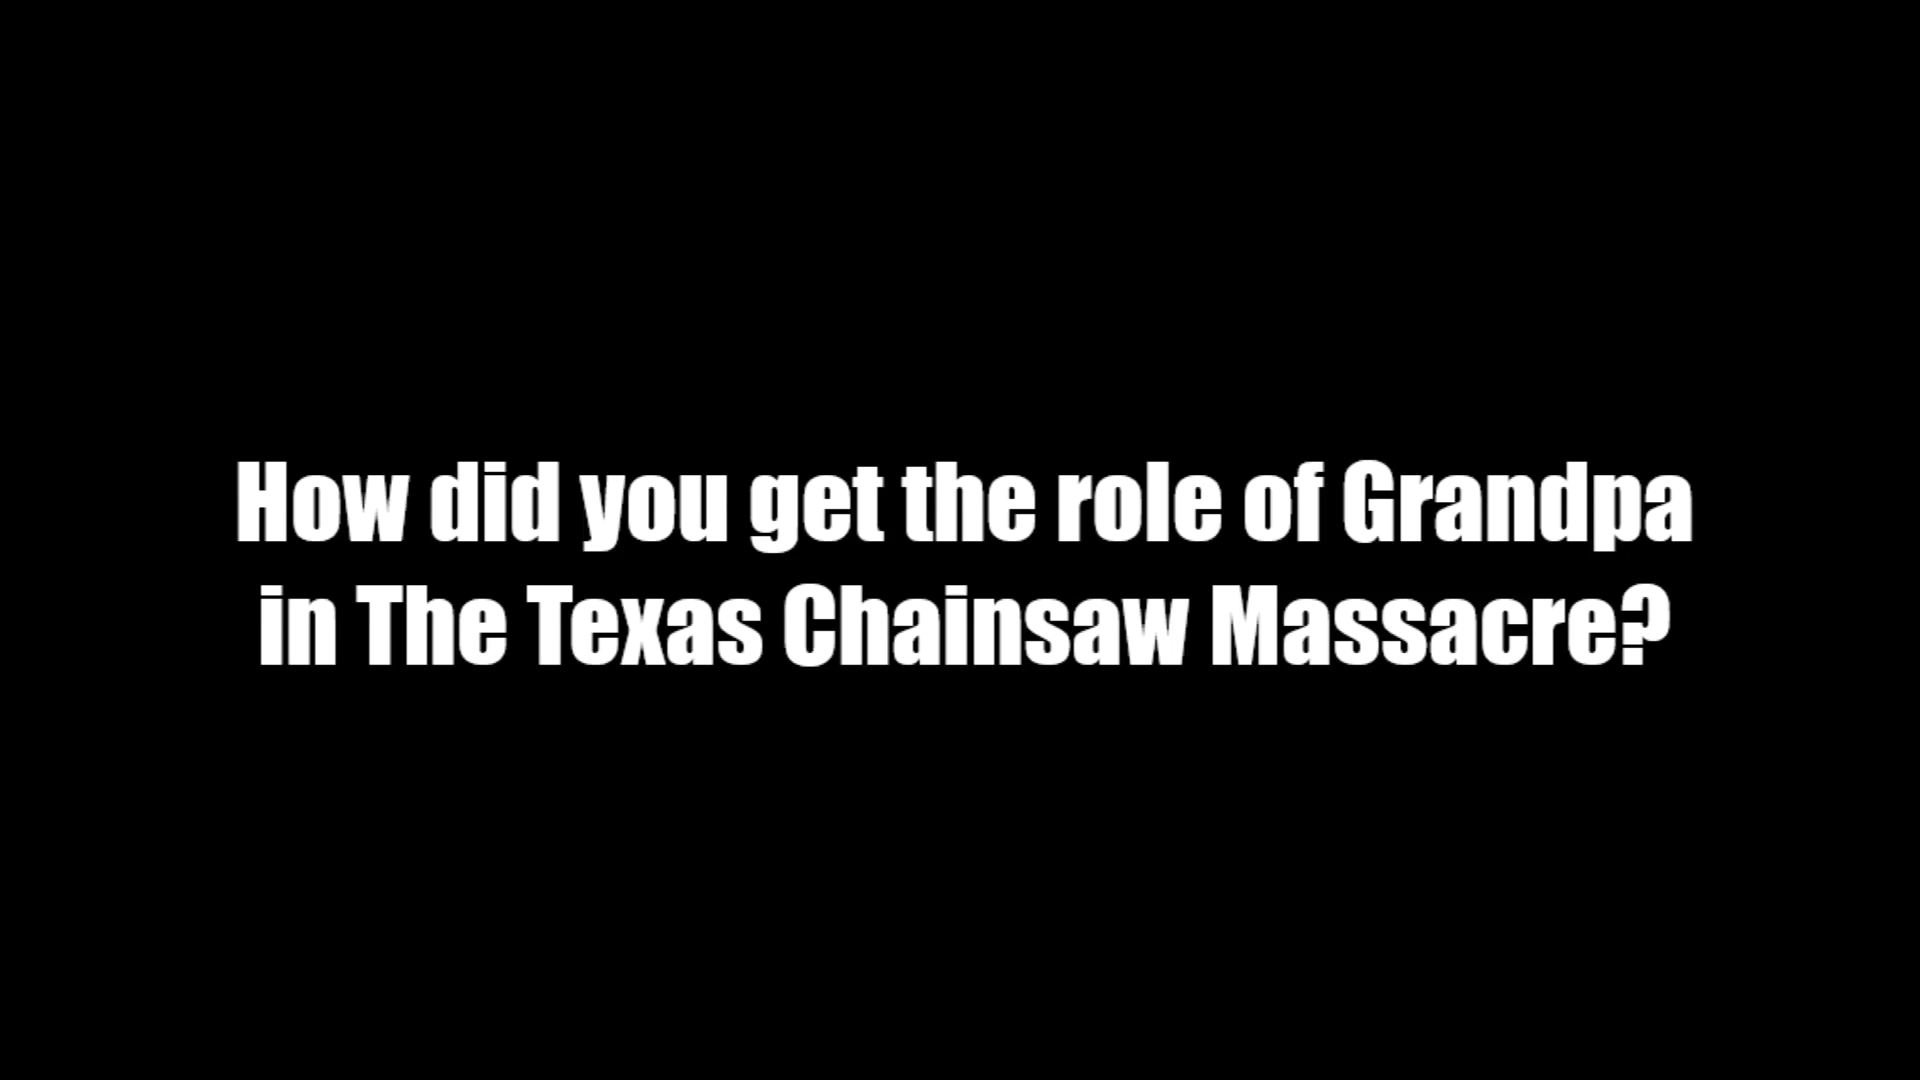 How did you get the role of Grandpa
in The Texas Chainsaw Massacre?